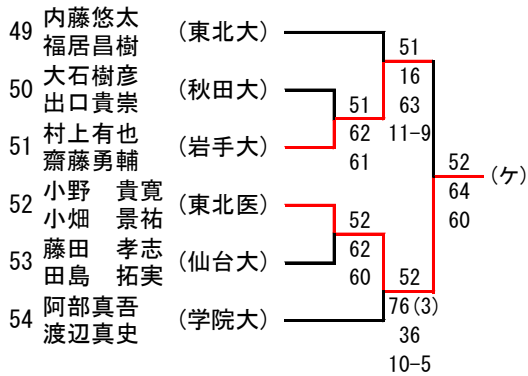 49 内藤悠太 福居昌樹 (東北大)
50 大石樹彦 出口貴崇 (秋田大)
51 村上有也 齋藤勇輔 (岩手大)
52 小野　貴寛 小畑　景祐 (東北医)
53 藤田　孝志 田島　拓実 (仙台大)
54 阿部真吾 渡辺真史 (学院大)
51
62
61
52
62
60
51
16
63
11-9
52
76(3)
36
10-5
52
64
60
(ケ)